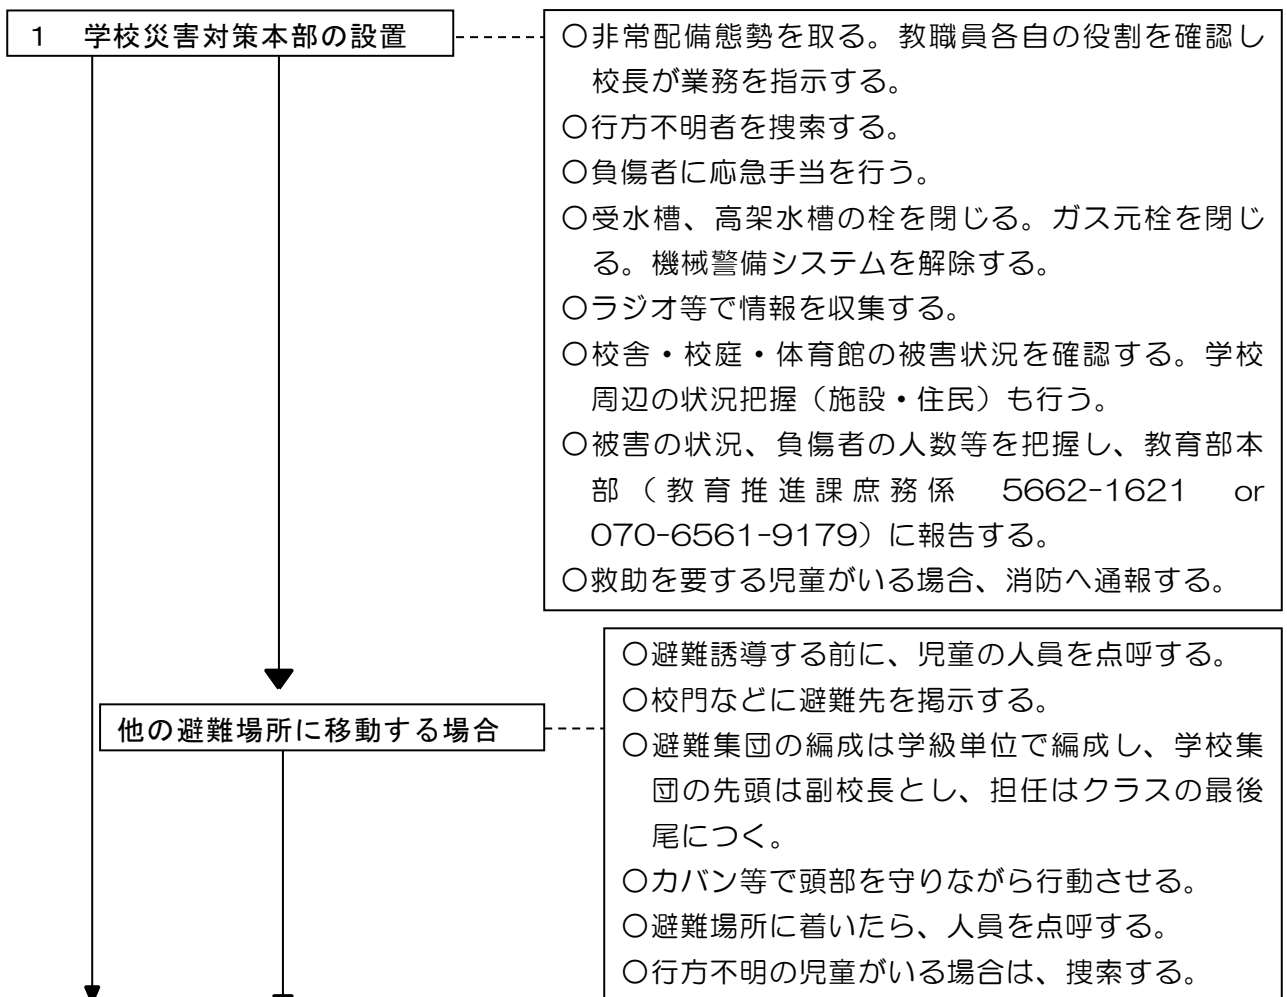 1 学校災害対策本部の設置
○非常配備態勢を取る。教職員各自の役割を確認し
校長が業務を指示する。
○行方不明者を捜索する。
○負傷者に応急手当を行う。
○受水槽、高架水槽の栓を閉じる。ガス元栓を閉じ
る。機械警備システムを解除する。
○ラジオ等で情報を収集する。
○校舎・校庭・体育館の被害状況を確認する。学校
周辺の状況把握(施設・住民)も行う。
○被害の状況、負傷者の人数等を把握し、教育部本
部(教育推進課庶務係 5662-1621 or
070-6561-9179)に報告する。
○救助を要する児童がいる場合、消防へ通報する。
他の避難場所に移動する場合
○避難誘導する前に、児童の人員を点呼する。
○校門などに避難先を掲示する。
○避難集団の編成は学級単位で編成し、学校集
団の先頭は副校長とし、担任はクラスの最後
尾につく。
○カバン等で頭部を守りながら行動させる。
○避難場所に着いたら、人員を点呼する。
○行方不明の児童がいる場合は、捜索する。